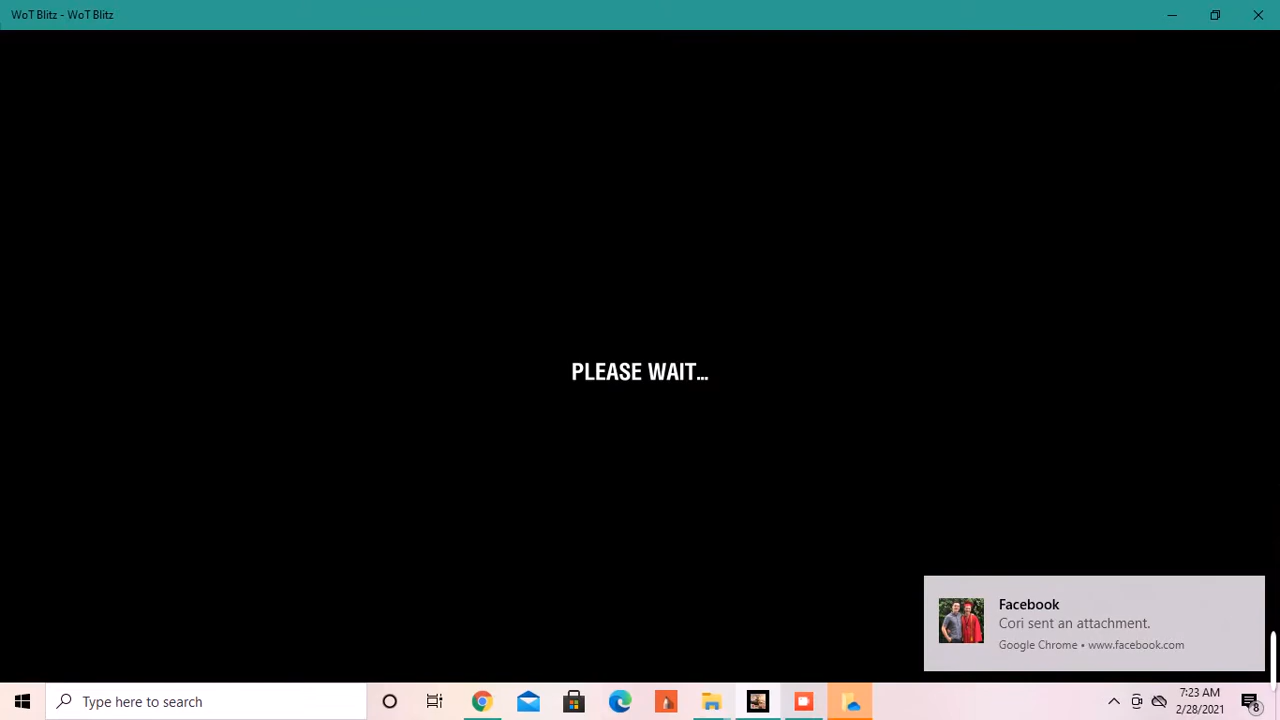 WoT Blitz - WoT Blitz
PLEASE WAIT...
Facebook
Cori sent an attachment.
Google Chrome • www.facebook.com
Type here to search
7:23 AM
2/28/2021
8